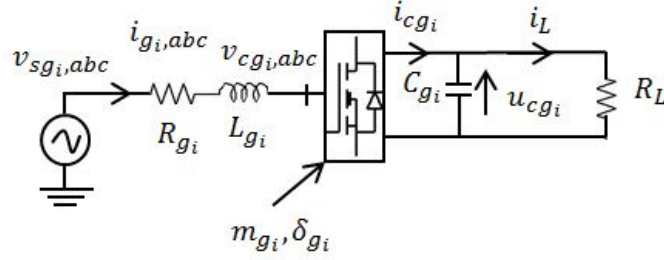 i_{g_i,abc}
i_{cg_i}
i_L
v_{sg_i,abc}
v_{cg_i,abc}
C_{g_i}
u_{cg_i}
R_L
R_{g_i}
L_{g_i}
m_{g_i}, δ_{g_i}